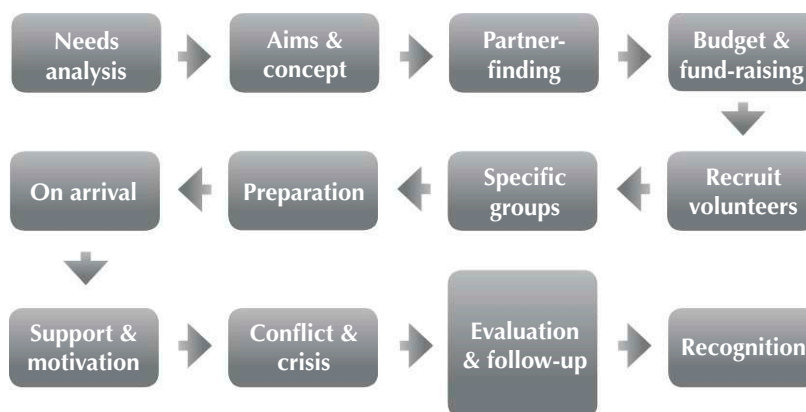 Needs
analysis
Aims &
concept
Partner-
finding
Budget &
fund-raising
Recruit
volunteers
Specific
groups
Preparation
On arrival
Support &
motivation
Conflict &
crisis
Evaluation
& follow-up
Recognition